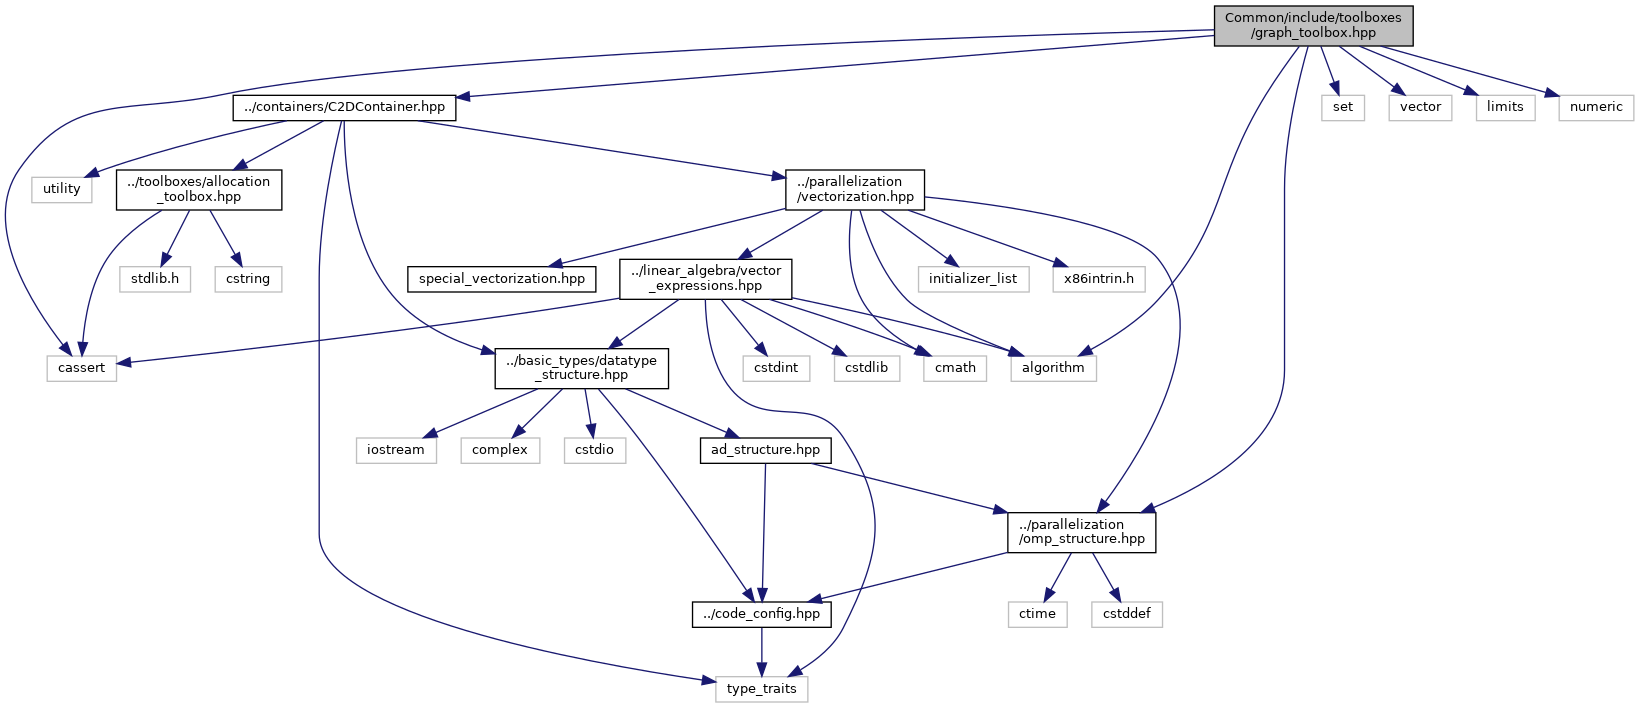 Common/include/toolboxes
/graph_toolbox.hpp
../containers/C2DContainer.hpp
set
vector
limits
numeric
utility
../toolboxes/allocation
_toolbox.hpp
../parallelization
/vectorization.hpp
stdlib.h
cstring
special_vectorization.hpp
../linear_algebra/vector
_expressions.hpp
initializer_list
x86intrin.h
cassert
../basic_types/datatype
_structure.hpp
cstdint
cstdlib
cmath
algorithm
iostream
complex
cstdio
ad_structure.hpp
../parallelization
/omp_structure.hpp
../code_config.hpp
ctime
cstddef
type_traits